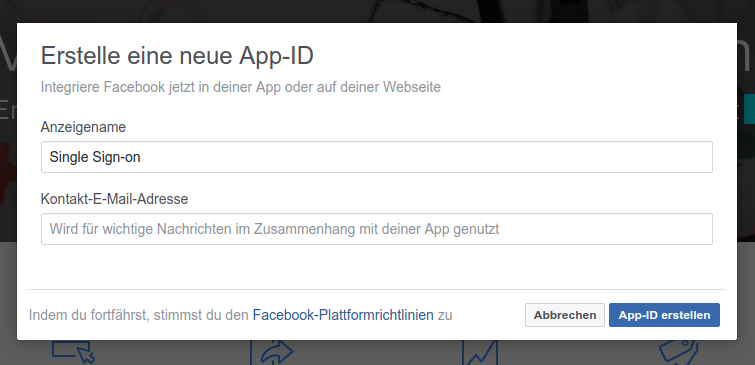 Erstelle eine neue App-ID
Integriere Facebook jetzt in deiner App oder auf deiner Webseite
Anzeigename
Single Sign-on
Kontakt-E-Mail-Adresse
Wird für wichtige Nachrichten im Zusammenhang mit deiner App genutzt
Indem du fortfährst, stimmst du den Facebook-Plattformrichtlinien zu
Abbrechen
App-ID erstellen